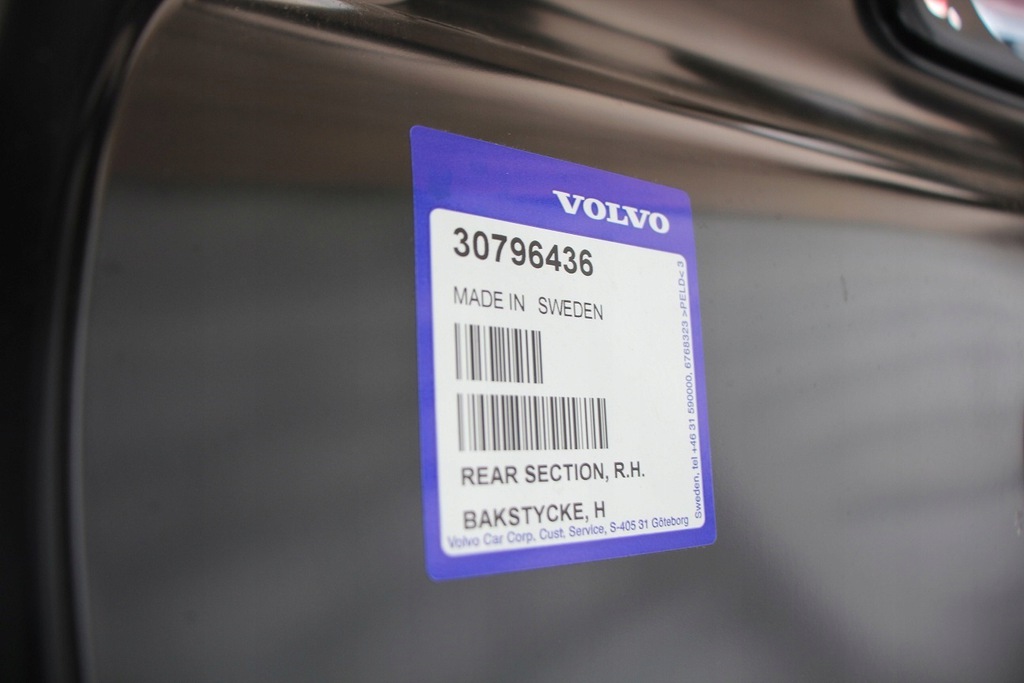 VOLVO
30796436
MADE IN SWEDEN
REAR SECTION, R.H.
BAKSTYCKE, H
Volvo Car Corp, Cust, Service, S-405 31 Göteborg
Sweden, tel +46 31 590000, 6768323 >PELD< 3